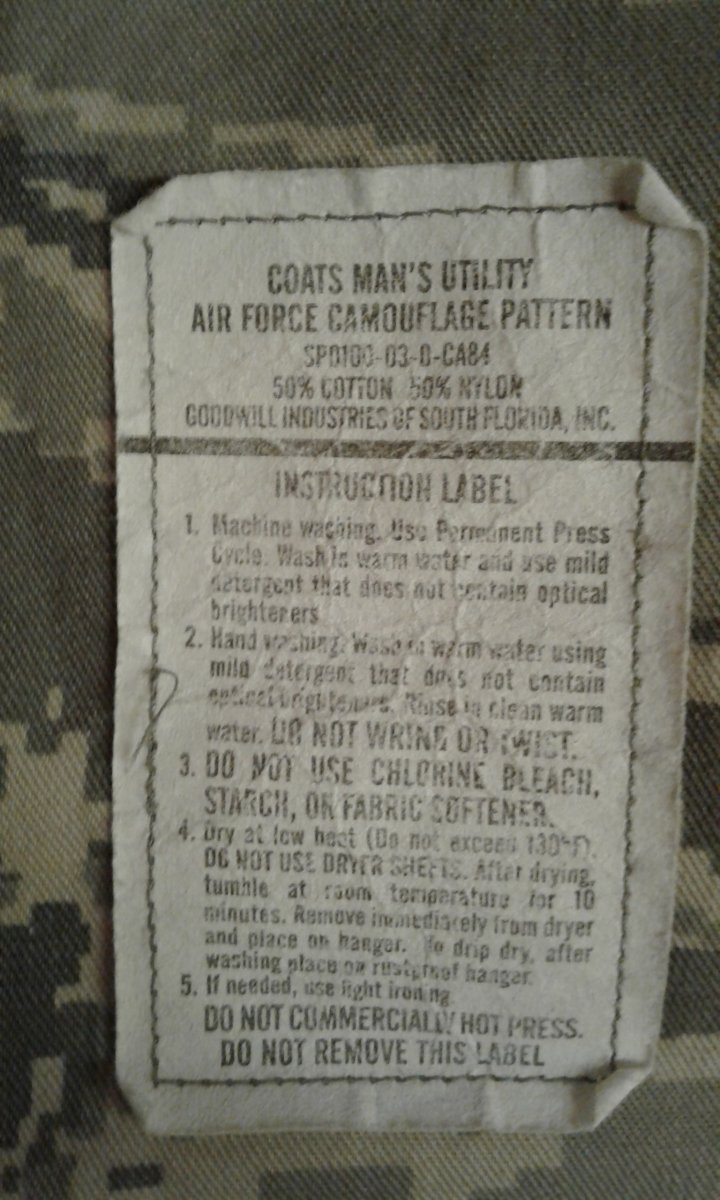 COATS MAN'S UTILITY
AIR FORCE CAMOUFLAGE PATTERN
SP0100-03-D-CA84
50% COTTON 50% NYLON
GOODWILL INDUSTRIES OF SOUTH FLORIDA, INC.
INSTRUCTION LABEL
1. Machine washing. Use Permanent Press
Cycle. Wash in warm water and use mild
detergent that does not contain optical
brighteners
2. Hand washing. Wash in warm water using
mild detergent that does not contain
optical brighteners. Rinse in clean warm
water. DO NOT WRING OR TWIST.
3. DO NOT USE CHLORINE BLEACH,
STARCH, OR FABRIC SOFTENER.
4. Dry at low heat (Do not exceed 130°F).
DO NOT USE DRYER SHEETS. After drying,
tumble at room temperature for 10
minutes. Remove immediately from dryer
and place on hanger. To drip dry, after
washing place on rustproof hanger.
5. If needed, use light ironing.
DO NOT COMMERCIALLY HOT PRESS.
DO NOT REMOVE THIS LABEL